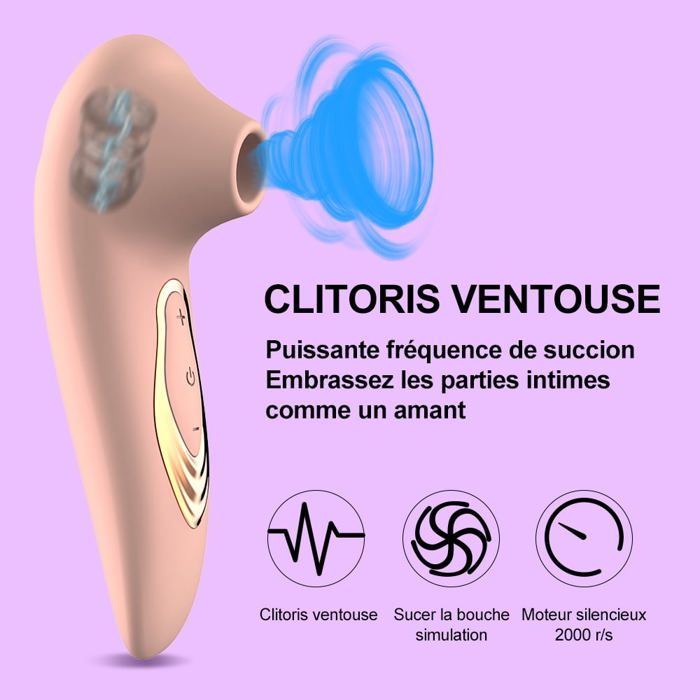 CLITORIS VENTOUSE
Puissante fréquence de succion
Embrassez les parties intimes
comme un amant
Clitoris ventouse
Sucer la bouche
simulation
Moteur silencieux
2000 r/s